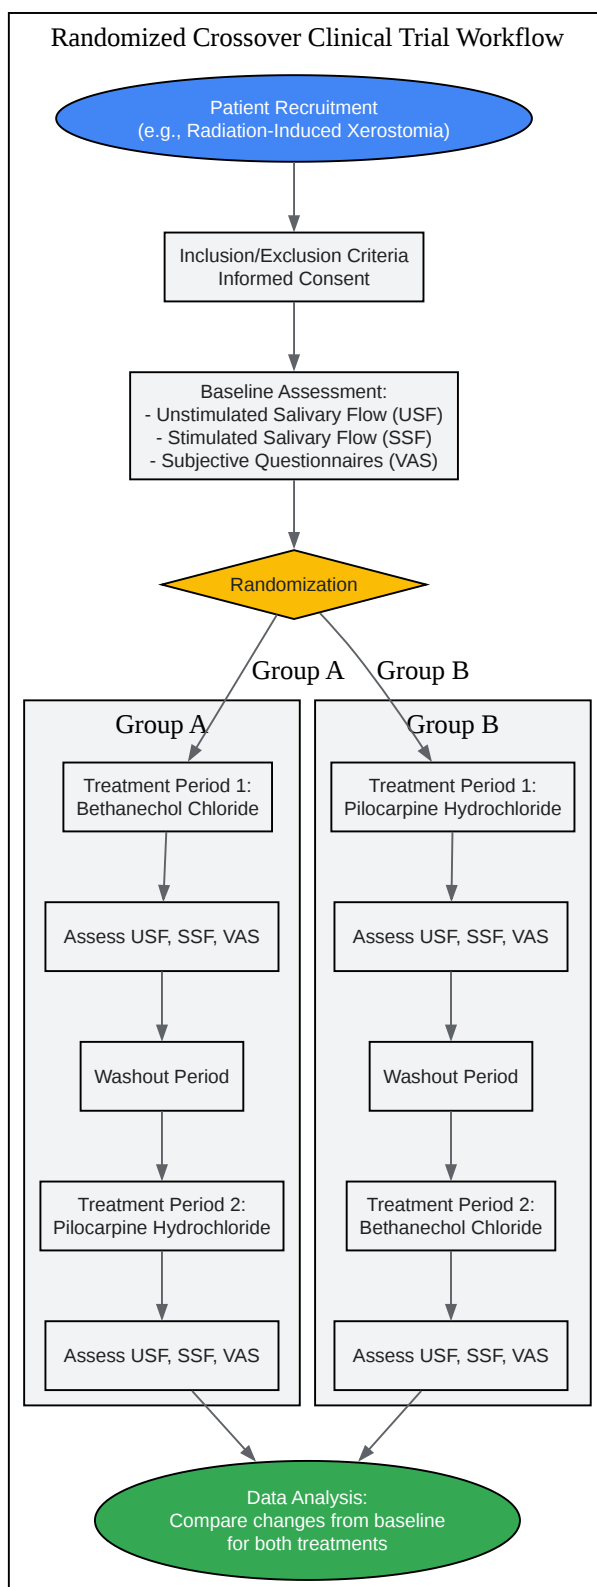 Randomized Crossover Clinical Trial Workflow
Patient Recruitment
(e.g., Radiation-Induced Xerostomia)
Inclusion/Exclusion Criteria
Informed Consent
Baseline Assessment:
- Unstimulated Salivary Flow (USF)
- Stimulated Salivary Flow (SSF)
- Subjective Questionnaires (VAS)
Randomization
Group A
Group B
Group A
Treatment Period 1:
Bethanechol Chloride
Assess USF, SSF, VAS
Washout Period
Treatment Period 2:
Pilocarpine Hydrochloride
Assess USF, SSF, VAS
Group B
Treatment Period 1:
Pilocarpine Hydrochloride
Assess USF, SSF, VAS
Washout Period
Treatment Period 2:
Bethanechol Chloride
Assess USF, SSF, VAS
Data Analysis:
Compare changes from baseline
for both treatments